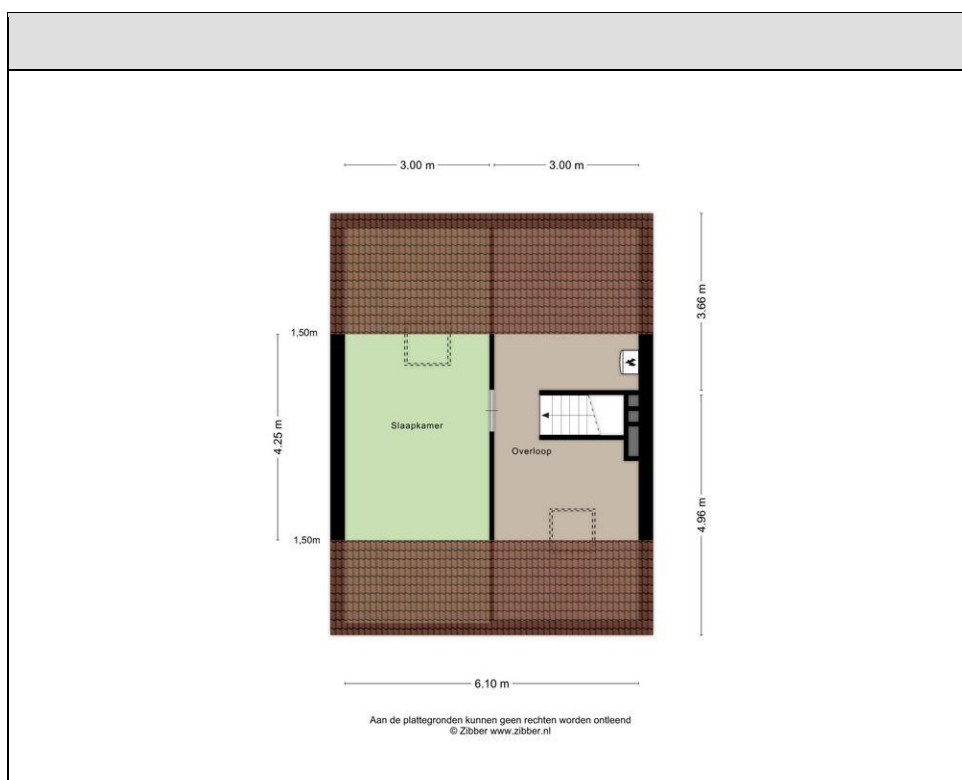 3.00 m
3.00 m
3.66 m
1,50m
4.25 m
Slaapkamer
Overloop
4.96 m
1,50m
6.10 m
Aan de plattegronden kunnen geen rechten worden ontleend
© Zibber www.zibber.nl